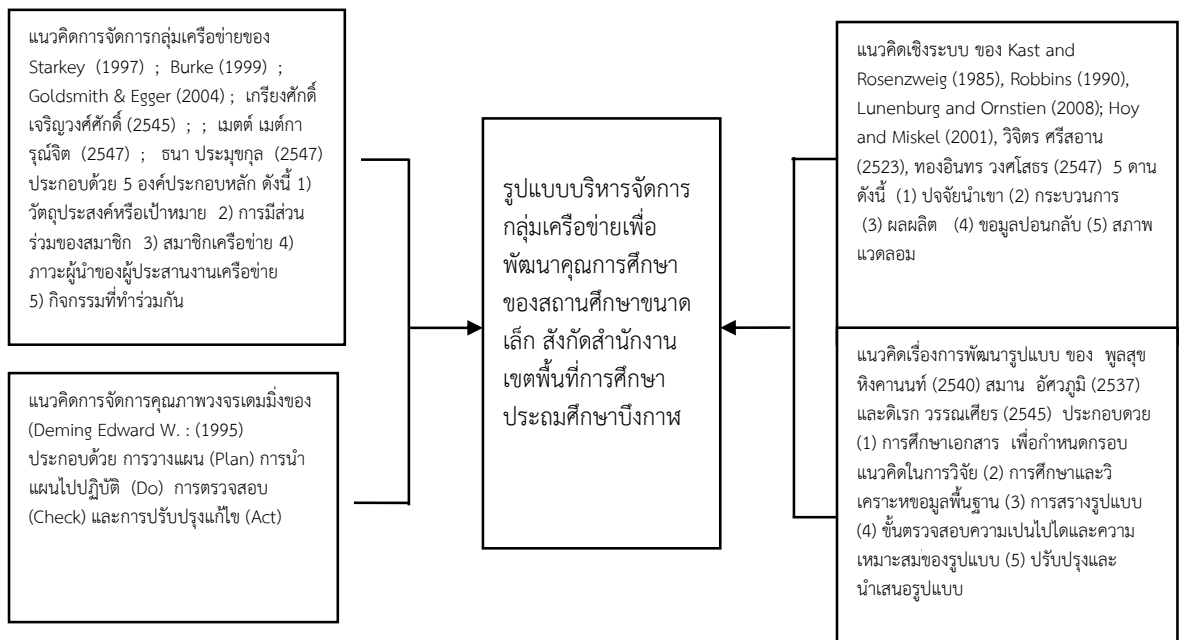 แนวคิดการจัดการกลุ่มเครือข่ายของ
Starkey (1997) ; Burke (1999) ;
Goldsmith & Egger (2004) ; เกรียงศักดิ์
เจริญวงศ์ศักดิ์ (2545) ; ; เมตต์ เมต์กา
รุณ์จิต (2547) ; ธนา ประมุขกุล (2547)
ประกอบด้วย 5 องค์ประกอบหลัก ดังนี้ 1)
วัตถุประสงค์หรือเป้าหมาย 2) การมีส่วน
ร่วมของสมาชิก 3) สมาชิกเครือข่าย 4)
ภาวะผู้นำของผู้ประสานงานเครือข่าย
5) กิจกรรมที่ทำร่วมกัน
แนวคิดการจัดการคุณภาพวงจรเดมมิ่งของ
(Deming Edward W. : (1995)
ประกอบด้วย การวางแผน (Plan) การนำ
แผนไปปฏิบัติ (Do) การตรวจสอบ
(Check) และการปรับปรุงแก้ไข (Act)
รูปแบบบริหารจัดการ
กลุ่มเครือข่ายเพื่อ
พัฒนาคุณการศึกษา
ของสถานศึกษาขนาด
เล็ก สังกัดสำนักงาน
เขตพื้นที่การศึกษา
ประถมศึกษาบึงกาฬ
แนวคิดเชิงระบบ ของ Kast and
Rosenzweig (1985), Robbins (1990),
Lunenburg and Ornstien (2008); Hoy
and Miskel (2001), วิจิตร ศรีสอาน
(2523), ทองอินทร วงศโสธร (2547) 5 ดาน
ดังนี้ (1) ปจจัยนำเขา (2) กระบวนการ
(3) ผลผลิต (4) ขอมูลปอนกลับ (5) สภาพ
แวดลอม
แนวคิดเรื่องการพัฒนารูปแบบ ของ พูลสุข
หิงคานนท์ (2540) สมาน อัศวภูมิ (2537)
และดิเรก วรรณเศียร (2545) ประกอบดวย
(1) การศึกษาเอกสาร เพื่อกำหนดกรอบ
แนวคิดในการวิจัย (2) การศึกษาและวิ
เคราะหขอมูลพื้นฐาน (3) การสรางรูปแบบ
(4) ขั้นตรวจสอบความเปนไปไดและความ
เหมาะสม่ของรูปแบบ (5) ปรับปรุงและ
นำเสนอรูปแบบ